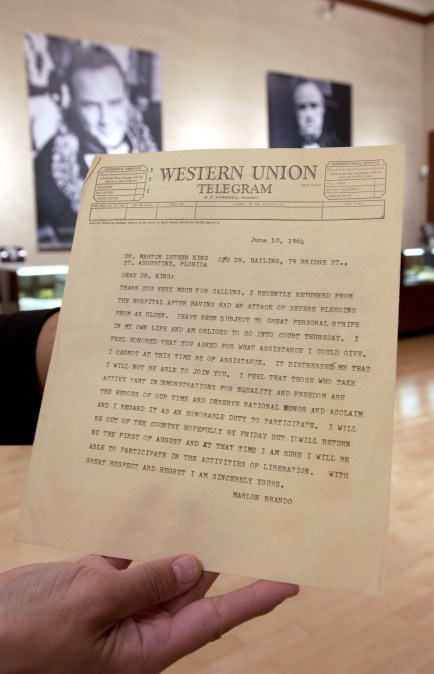 WESTERN UNION
TELEGRAM
W. P. MARSHALL, PRESIDENT
June 10, 1964
DR. MARTIN LUTHER KING C/O DR. HAYLING, 79 BRIDGE ST.,
ST. AUGUSTINE, FLORIDA
DEAR DR. KING:
THANK YOU VERY MUCH FOR CALLING. I RECENTLY RETURNED FROM
THE HOSPITAL AFTER HAVING HAD AN ATTACK OF SEVERE BLEEDING
FROM AN ULCER. IHAVE BEEN SUBJECT TO GREAT PERSONAL STRIFE
IN MY OWN LIFE AND AM OBLIGED TO GO INTO COURT THURSDAY. I
FEEL HONORED THAT YOU ASKED FOR WHAT ASSISTANCE I COULD GIVE.
I CANNOT AT THIS TIME BE OF ASSISTANCE. IT DISTRESSED ME THAT
I WILL NOT BE ABLE TO JOIN YOU. I FEEL THAT THOSE WHO TAKE
ACTIVE PART IN DEMONSTRATIONS FOR EQUALITY AND FREEDOM ARE
THE HEROES OF OUR TIME AND DESERVE NATIONAL HONOR AND ACCLAIM
AND I REGARD IT AS AN HONORABLE DUTY TO PARTICIPATE. I WILL
BE OUT OF THE COUNTRY HOPEFULLY BY FRIDAY BUT I WILL RETURN
BY THE FIRST OF AUGUST AND AT THAT TIME I AM SURE I WILL BE
ABLE TO PARTICIPATE IN THE ACTIVITIES OF LIBERATION. WITH
GREAT RESPECT AND REGRET I AM SINCERELY YOURS.
MARLON BRANDO